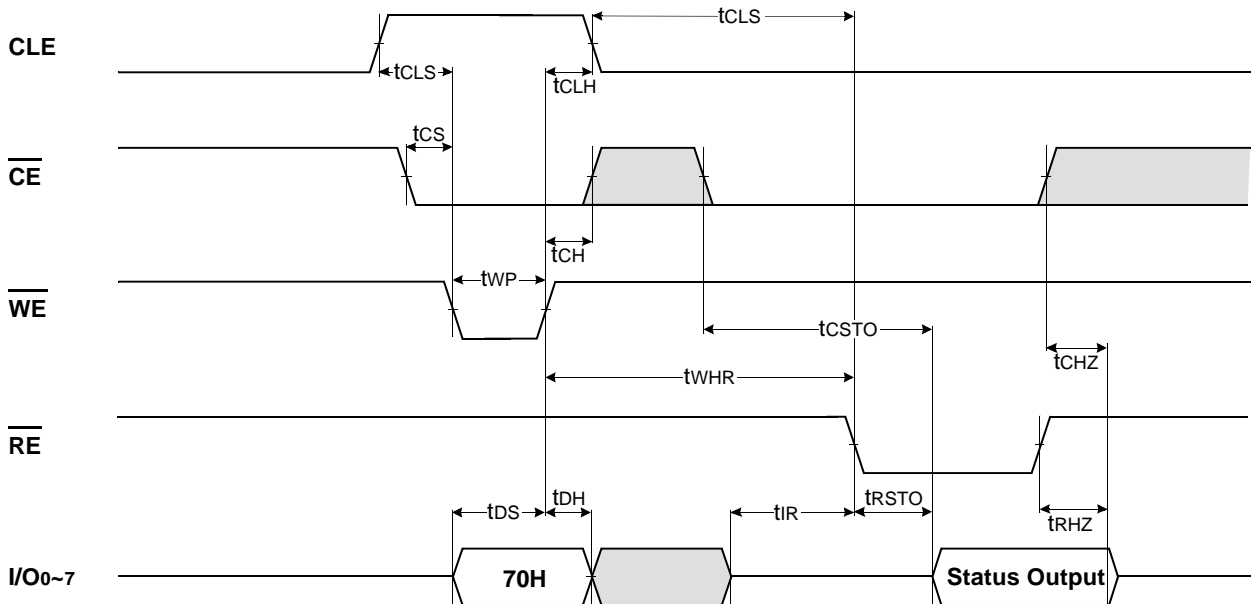 tCLS
CLE
tCLS
tCLH
tCS
CE
tCH
tWP
WE
tCSTO
tCHZ
tWHR
RE
tDH
tDS
tIR
tRSTO
tRHZ
I/O0~7
70H
Status Output